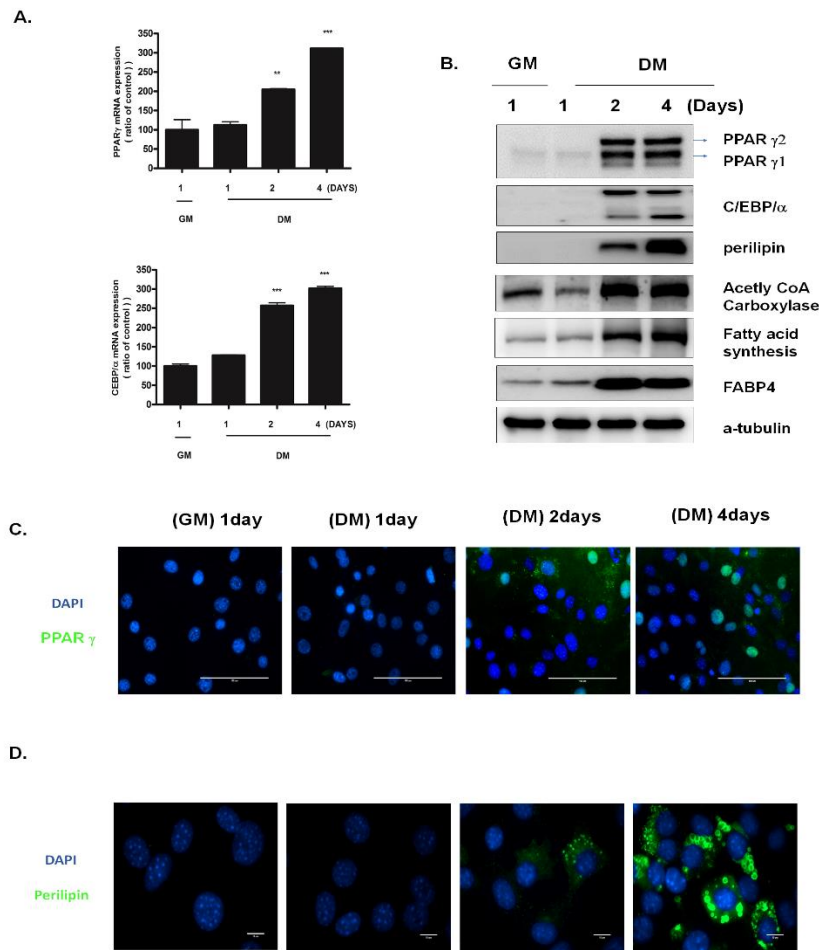 A.
PPARγ mRNA expression
( ratio of control ))
350
300
250
200
150
100
50
0
**
***
1
1
2
4 (DAYS)
GM
DM
CEBP/α mRNA expression
( ratio of control ))
350
300
250
200
150
100
50
0
***
***
1
1
2
4 (DAYS)
GM
DM
B.
GM
DM
1
1
2
4
(Days)
PPAR γ2
PPAR γ1
C/EBP/α
perilipin
Acetly CoA
Carboxylase
Fatty acid
synthesis
FABP4
a-tubulin
C.
(GM) 1day
(DM) 1day
(DM) 2days
(DM) 4days
DAPI
PPAR γ
D.
DAPI
Perilipin